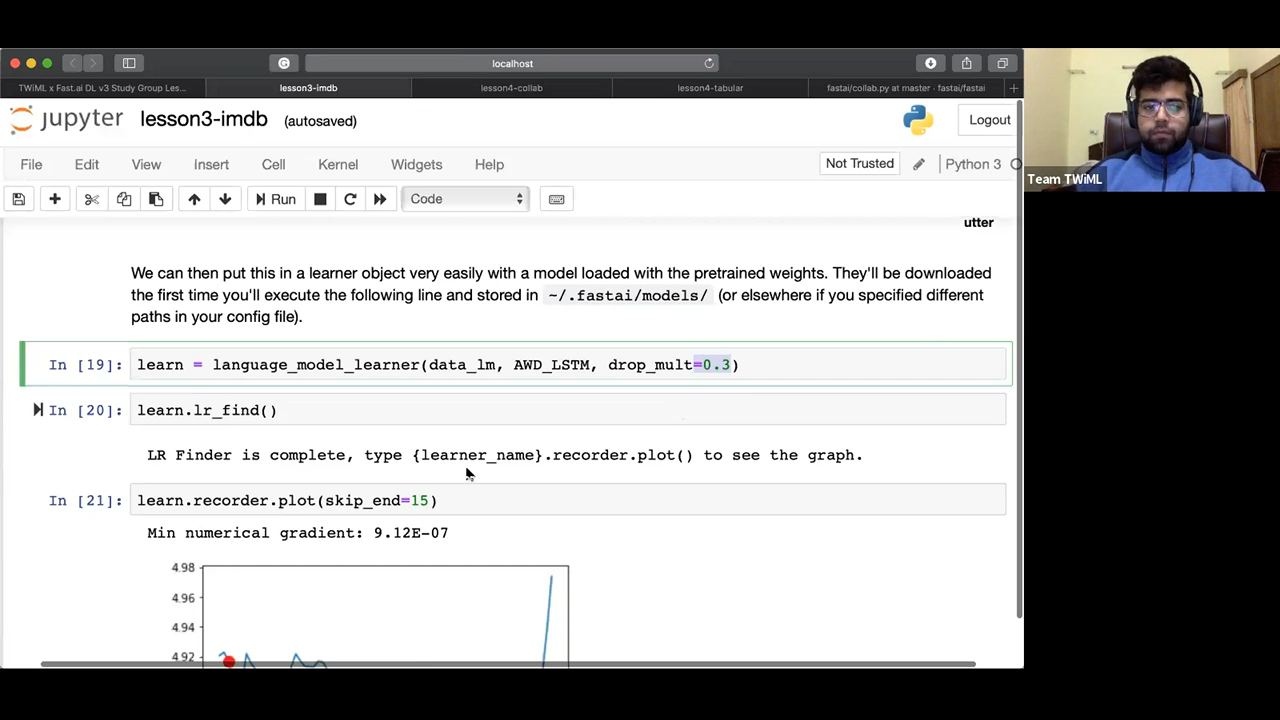 localhost
TWiML x Fast.ai DL v3 Study Group Les...
lesson3-imdb
lesson4-collab
lesson4-tabular
fastai/collab.py at master · fastai/fastai
jupyter lesson3-imdb (autosaved)
Logout
File Edit View Insert Cell Kernel Widgets Help
Not Trusted
Python 3
Run
Code
Team TWiML
utter
We can then put this in a learner object very easily with a model loaded with the pretrained weights. They'll be downloaded
the first time you'll execute the following line and stored in ~/.fastai/models/ (or elsewhere if you specified different
paths in your config file).
In [19]: learn = language_model_learner(data_lm, AWD_LSTM, drop_mult=0.3)
In [20]: learn.lr_find()
LR Finder is complete, type {learner_name}.recorder.plot() to see the graph.
In [21]: learn.recorder.plot(skip_end=15)
Min numerical gradient: 9.12E-07
4.98
4.96
4.94
4.92